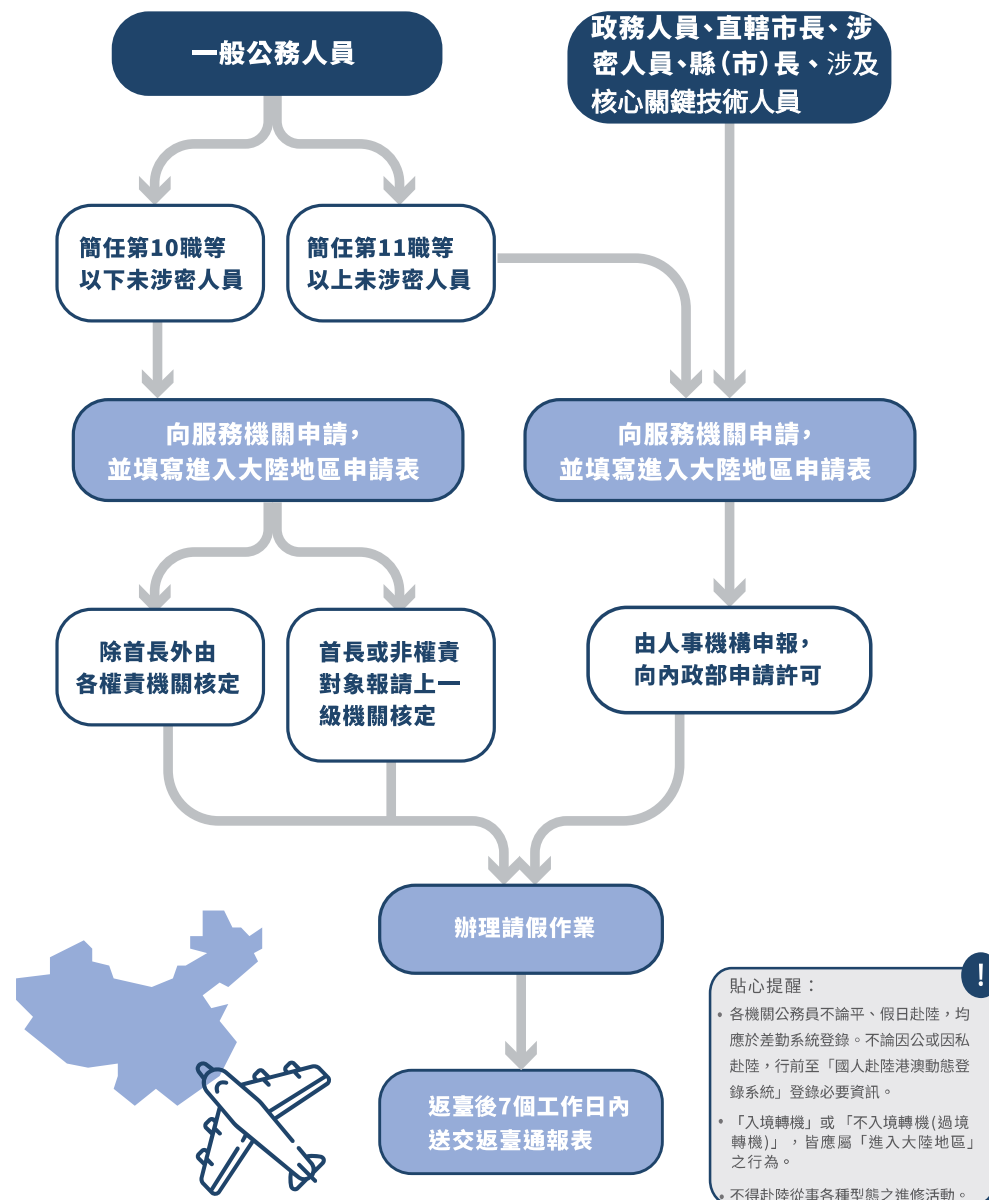 一般公務人員
政務人員、直轄市長、涉
密人員、縣(市)長、涉及
核心關鍵技術人員
簡任第10職等
以下未涉密人員
簡任第11職等
以上未涉密人員
向服務機關申請，
並填寫進入大陸地區申請表
向服務機關申請，
並填寫進入大陸地區申請表
除首長外由
各權責機關核定
首長或非權責
對象報請上一
級機關核定
由人事機構申報，
向內政部申請許可
辦理請假作業
返臺後7個工作日內
送交返臺通報表
!
貼心提醒：
• 各機關公務員不論平、假日赴陸，均
應於差勤系統登錄。不論因公或因私
赴陸，行前至「國人赴陸港澳動態登
錄系統」登錄必要資訊。
• 「入境轉機」或「不入境轉機(過境
轉機)」，皆應屬「進入大陸地區」
之行為。
• 不得赴陸從事各種型態之進修活動。